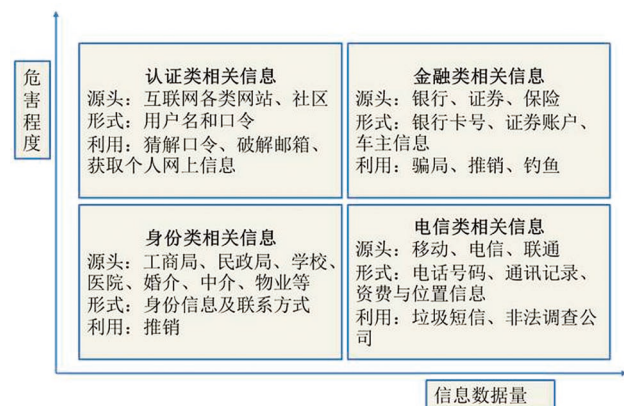 危
害
程
度
认证类相关信息
源头：互联网各类网站、社区
形式：用户名和口令
利用：猜解口令、破解邮箱、
获取个人网上信息
金融类相关信息
源头：银行、证券、保险
形式：银行卡号、证券账户、
车主信息
利用：骗局、推销、钓鱼
身份类相关信息
源头：工商局、民政局、学校、
医院、婚介、中介、物业等
形式：身份信息及联系方式
利用：推销
电信类相关信息
源头：移动、电信、联通
形式：电话号码、通讯记录、
资费与位置信息
利用：垃圾短信、非法调查公
司
信息数据量